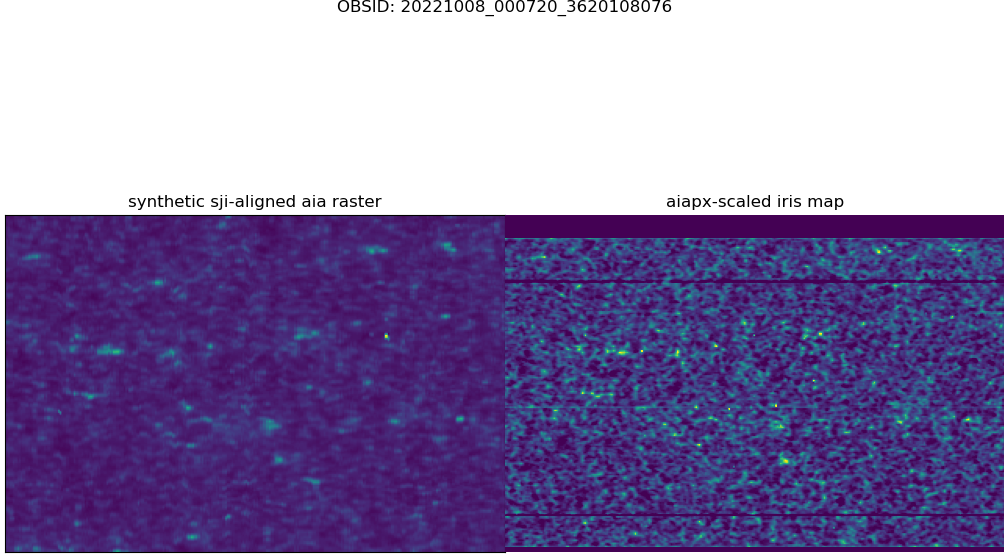 OBSID: 20221008_000720_3620108076
synthetic sji-aligned aia raster
aiapx-scaled iris map